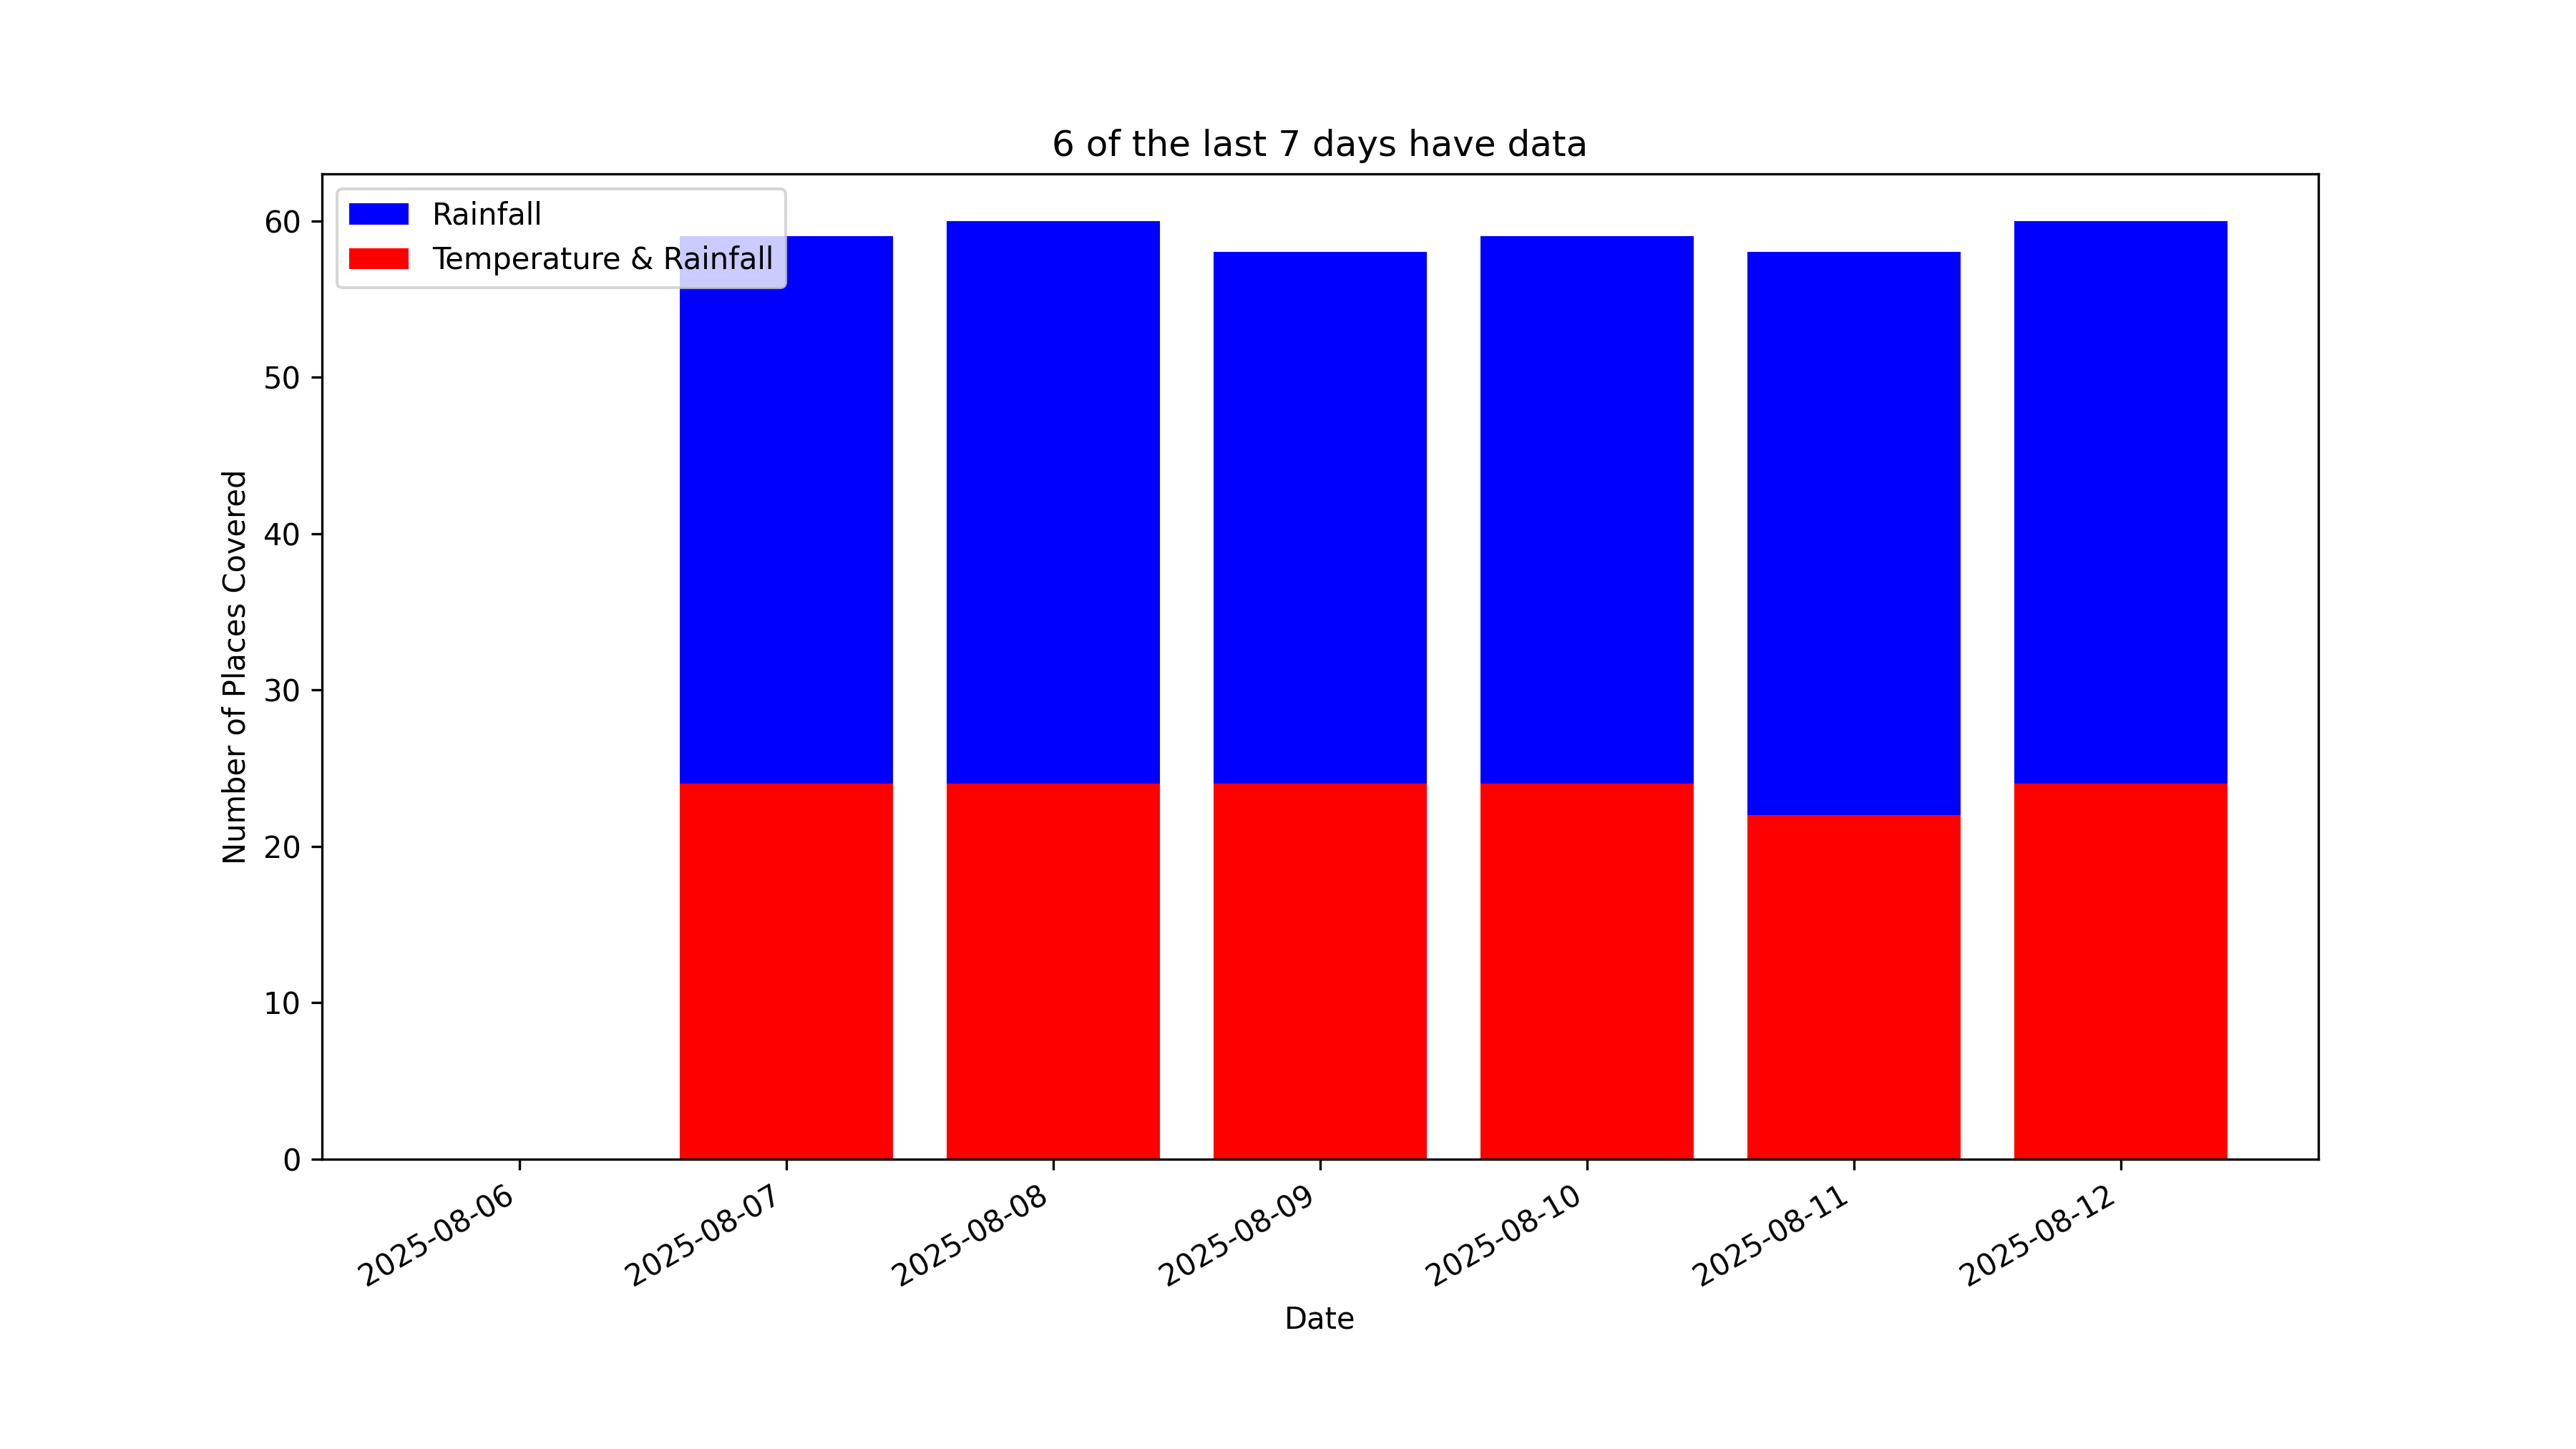 6 of the last 7 days have data
Rainfall
Temperature & Rainfall
60
50
40
30
20
10
0
Number of Places Covered
2025-08-06
2025-08-07
2025-08-08
2025-08-09
2025-08-10
2025-08-11
2025-08-12
Date